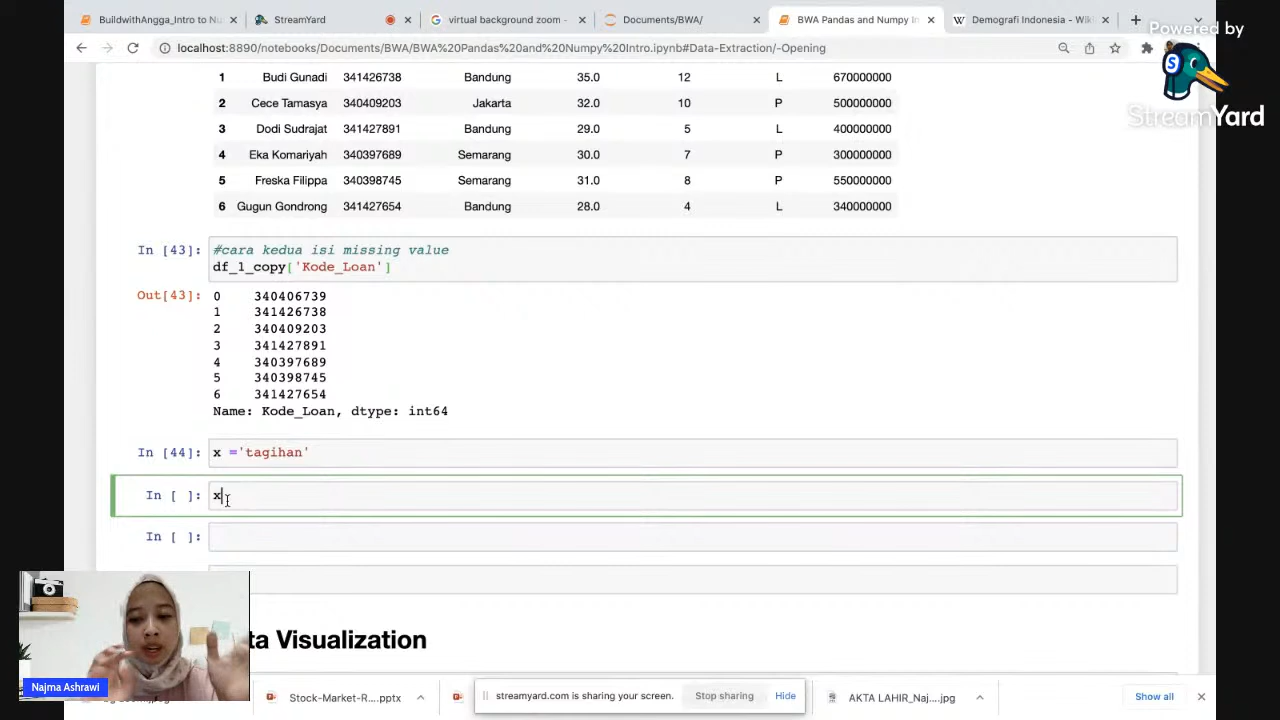 BuildwithAngga_Intro to Nu
StreamYard
virtual background zoom -
Documents/BWA/
BWA Pandas and Numpy In
Demografi Indonesia - Wiki
localhost:8890/notebooks/Documents/BWA/BWA%20Pandas%20and%20Numpy%20Intro.ipynb#Data-Extraction/-Opening
Powered by
StreamYard
1 Budi Gunadi 341426738 Bandung 35.0 12 L 670000000
2 Cece Tamasya 340409203 Jakarta 32.0 10 P 500000000
3 Dodi Sudrajat 341427891 Bandung 29.0 5 L 400000000
4 Eka Komariyah 340397689 Semarang 30.0 7 P 300000000
5 Freska Filippa 340398745 Semarang 31.0 8 P 550000000
6 Gugun Gondrong 341427654 Bandung 28.0 4 L 340000000
In [43]: #cara kedua isi missing value
df_1_copy['Kode_Loan']
Out[43]: 0 340406739
1 341426738
2 340409203
3 341427891
4 340397689
5 340398745
6 341427654
Name: Kode_Loan, dtype: int64
In [44]: x ='tagihan'
In [ ]: x
In [ ]:
ta Visualization
Najma Ashrawi
Stock-Market-R....pptx
streamyard.com is sharing your screen.
Stop sharing
Hide
AKTA LAHIR_Naj....jpg
Show all